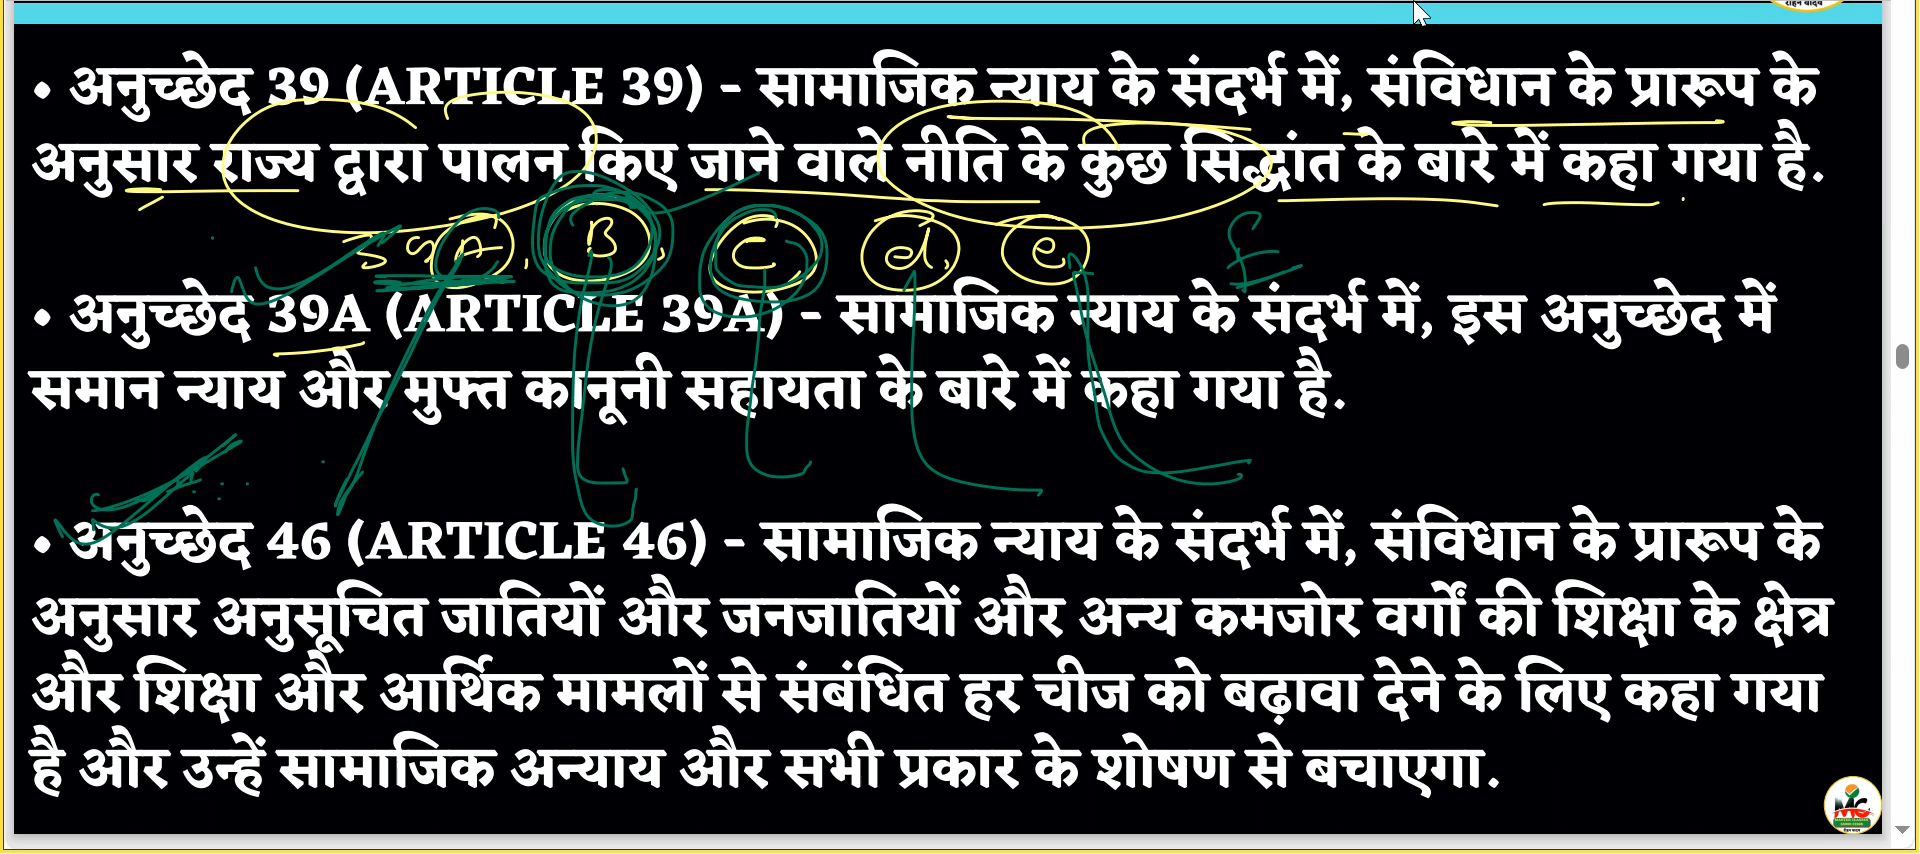 • अनुच्छेद 39 (ARTICLE 39) - सामाजिक न्याय के संदर्भ में, संविधान के प्रारूप के
अनुसार राज्य द्वारा पालन किए जाने वाले नीति के कुछ सिद्धांत के बारे में कहा गया है.
39 A, B, C d, e f
• अनुच्छेद 39A (ARTICLE 39A) - सामाजिक न्याय के संदर्भ में, इस अनुच्छेद में
समान न्याय और मुफ्त कानूनी सहायता के बारे में कहा गया है.
• अनुच्छेद 46 (ARTICLE 46) - सामाजिक न्याय के संदर्भ में, संविधान के प्रारूप के
अनुसार अनुसूचित जातियों और जनजातियों और अन्य कमजोर वर्गों की शिक्षा के क्षेत्र
और शिक्षा और आर्थिक मामलों से संबंधित हर चीज को बढ़ावा देने के लिए कहा गया
है और उन्हें सामाजिक अन्याय और सभी प्रकार के शोषण से बचाएगा.
MG